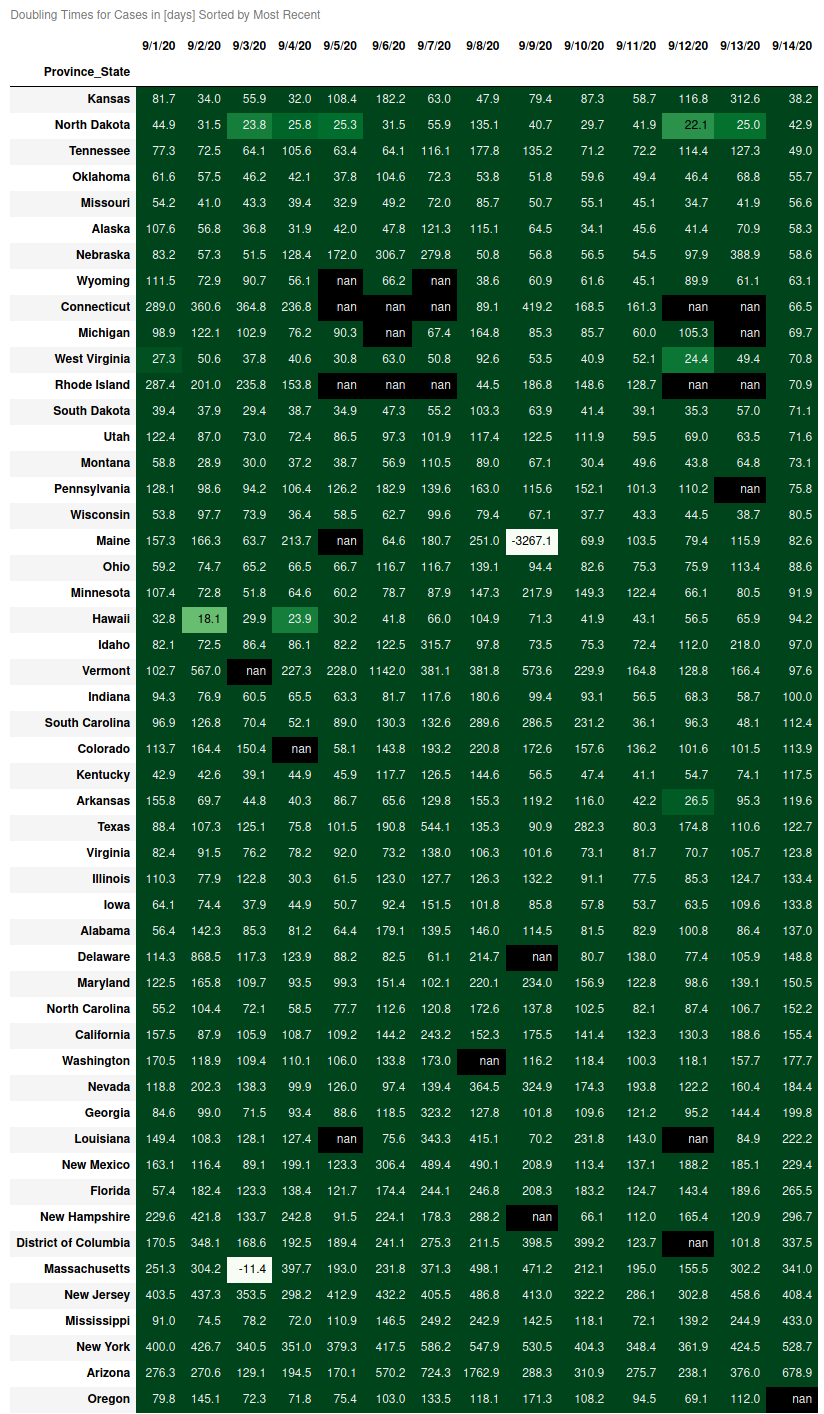 Doubling Times for Cases in [days] Sorted by Most Recent
9/1/20 9/2/20 9/3/20 9/4/20 9/5/20 9/6/20 9/7/20 9/8/20 9/9/20 9/10/20 9/11/20 9/12/20 9/13/20 9/14/20
Province_State
Kansas 81.7 34.0 55.9 32.0 108.4 182.2 63.0 47.9 79.4 87.3 58.7 116.8 312.6 38.2
North Dakota 44.9 31.5 23.8 25.8 25.3 31.5 55.9 135.1 40.7 29.7 41.9 22.1 25.0 42.9
Tennessee 77.3 72.5 64.1 105.6 63.4 64.1 116.1 177.8 135.2 71.2 72.2 114.4 127.3 49.0
Oklahoma 61.6 57.5 46.2 42.1 37.8 104.6 72.3 53.8 51.8 59.6 49.4 46.4 68.8 55.7
Missouri 54.2 41.0 43.3 39.4 32.9 49.2 72.0 85.7 50.7 55.1 45.1 34.7 41.9 56.6
Alaska 107.6 56.8 36.8 31.9 42.0 47.8 121.3 115.1 64.5 34.1 45.6 41.4 70.9 58.3
Nebraska 83.2 57.3 51.5 128.4 172.0 306.7 279.8 50.8 56.8 56.5 54.5 97.9 388.9 58.6
Wyoming 111.5 72.9 90.7 56.1 nan 66.2 nan 38.6 60.9 61.6 45.1 89.9 61.1 63.1
Connecticut 289.0 360.6 364.8 236.8 nan nan nan 89.1 419.2 168.5 161.3 nan nan 66.5
Michigan 98.9 122.1 102.9 76.2 90.3 nan 67.4 164.8 85.3 85.7 60.0 105.3 nan 69.7
West Virginia 27.3 50.6 37.8 40.6 30.8 63.0 50.8 92.6 53.5 40.9 52.1 24.4 49.4 70.8
Rhode Island 287.4 201.0 235.8 153.8 nan nan nan 44.5 186.8 148.6 128.7 nan nan 70.9
South Dakota 39.4 37.9 29.4 38.7 34.9 47.3 55.2 103.3 63.9 41.4 39.1 35.3 57.0 71.1
Utah 122.4 87.0 73.0 72.4 86.5 97.3 101.9 117.4 122.5 111.9 59.5 69.0 63.5 71.6
Montana 58.8 28.9 30.0 37.2 38.7 56.9 110.5 89.0 67.1 30.4 49.6 43.8 64.8 73.1
Pennsylvania 128.1 98.6 94.2 106.4 126.2 182.9 139.6 163.0 115.6 152.1 101.3 110.2 nan 75.8
Wisconsin 53.8 97.7 73.9 36.4 58.5 62.7 99.6 79.4 67.1 37.7 43.3 44.5 38.7 80.5
Maine 157.3 166.3 63.7 213.7 nan 64.6 180.7 251.0 -3267.1 69.9 103.5 79.4 115.9 82.6
Ohio 59.2 74.7 65.2 66.5 66.7 116.7 116.7 139.1 94.4 82.6 75.3 75.9 113.4 88.6
Minnesota 107.4 72.8 51.8 64.6 60.2 74.7 87.9 147.3 217.9 149.3 122.4 66.1 80.5 91.9
Hawaii 32.8 18.1 29.9 23.9 30.2 41.8 66.0 104.9 71.3 41.9 43.1 56.5 65.9 94.2
Idaho 82.1 72.5 86.4 86.1 82.2 122.5 315.7 97.8 73.5 75.3 72.4 112.0 218.0 97.0
Vermont 102.7 567.0 nan 227.3 228.0 1142.0 381.1 381.8 573.6 229.9 164.8 128.8 166.4 97.6
Indiana 94.3 76.9 60.5 65.5 63.3 81.7 117.6 180.6 99.4 93.1 56.5 68.3 58.7 100.0
South Carolina 96.9 126.8 70.4 52.1 89.0 130.3 132.6 289.6 286.5 231.2 36.1 96.3 48.1 112.4
Colorado 113.7 164.4 150.4 nan 58.1 143.8 193.2 220.8 172.6 157.6 136.2 101.6 101.5 113.9
Kentucky 42.9 42.6 39.1 44.9 45.9 117.7 126.5 144.6 56.5 47.4 41.1 54.7 74.1 117.5
Arkansas 155.8 69.7 44.8 40.3 86.7 65.6 129.8 155.3 119.2 116.0 42.2 26.5 95.3 119.6
Texas 88.4 107.3 125.1 75.8 101.5 190.8 544.1 135.3 90.9 282.3 80.3 174.8 110.6 122.7
Virginia 82.4 91.5 76.2 78.2 92.0 73.2 138.0 106.3 101.6 73.1 81.7 70.7 105.7 123.8
Illinois 110.3 77.9 122.8 30.3 61.5 123.0 127.7 126.3 132.2 91.1 77.5 85.3 124.7 133.4
Iowa 64.1 74.4 37.9 44.9 50.7 92.4 151.5 101.8 85.8 57.8 53.7 63.5 109.6 133.8
Alabama 56.4 142.3 85.3 81.2 64.4 179.1 139.5 146.0 114.5 81.5 82.9 100.8 86.4 137.0
Delaware 114.3 868.5 117.3 123.9 88.2 82.5 61.1 214.7 nan 80.7 138.0 77.4 105.9 148.8
Maryland 122.5 165.8 109.7 93.5 99.3 151.4 102.1 220.1 234.0 156.9 122.8 98.6 139.1 150.5
North Carolina 55.2 104.4 72.1 58.5 77.7 112.6 120.8 172.6 137.8 102.5 82.1 87.4 106.7 152.2
California 157.5 87.9 105.9 108.7 109.2 144.2 243.2 152.3 175.5 141.4 132.3 130.3 188.6 155.4
Washington 170.5 118.9 109.4 110.1 106.0 133.8 173.0 nan 116.2 118.4 100.3 118.1 157.7 177.7
Nevada 118.8 202.3 138.3 99.9 126.0 97.4 139.4 364.5 324.9 174.3 193.8 122.2 160.4 184.4
Georgia 84.6 99.0 71.5 93.4 88.6 118.5 323.2 127.8 101.8 109.6 121.2 95.2 144.4 199.8
Louisiana 149.4 108.3 128.1 127.4 nan 75.6 343.3 415.1 70.2 231.8 143.0 nan 84.9 222.2
New Mexico 163.1 116.4 89.1 199.1 123.3 306.4 489.4 490.1 208.9 113.4 137.1 188.2 185.1 229.4
Florida 57.4 182.4 123.3 138.4 121.7 174.4 244.1 246.8 208.3 183.2 124.7 143.4 189.6 265.5
New Hampshire 229.6 421.8 133.7 242.8 91.5 224.1 178.3 288.2 nan 66.1 112.0 165.4 120.9 296.7
District of Columbia 170.5 348.1 168.6 192.5 189.4 241.1 275.3 211.5 398.5 399.2 123.7 nan 101.8 337.5
Massachusetts 251.3 304.2 -11.4 397.7 193.0 231.8 371.3 498.1 471.2 212.1 195.0 155.5 302.2 341.0
New Jersey 403.5 437.3 353.5 298.2 412.9 432.2 405.5 486.8 413.0 322.2 286.1 302.8 458.6 408.4
Mississippi 91.0 74.5 78.2 72.0 110.9 146.5 249.2 242.9 142.5 118.1 72.1 139.2 244.9 433.0
New York 400.0 426.7 340.5 351.0 379.3 417.5 586.2 547.9 530.5 404.3 348.4 361.9 424.5 528.7
Arizona 276.3 270.6 129.1 194.5 170.1 570.2 724.3 1762.9 288.3 310.9 275.7 238.1 376.0 678.9
Oregon 79.8 145.1 72.3 71.8 75.4 103.0 133.5 118.1 171.3 108.2 94.5 69.1 112.0 nan